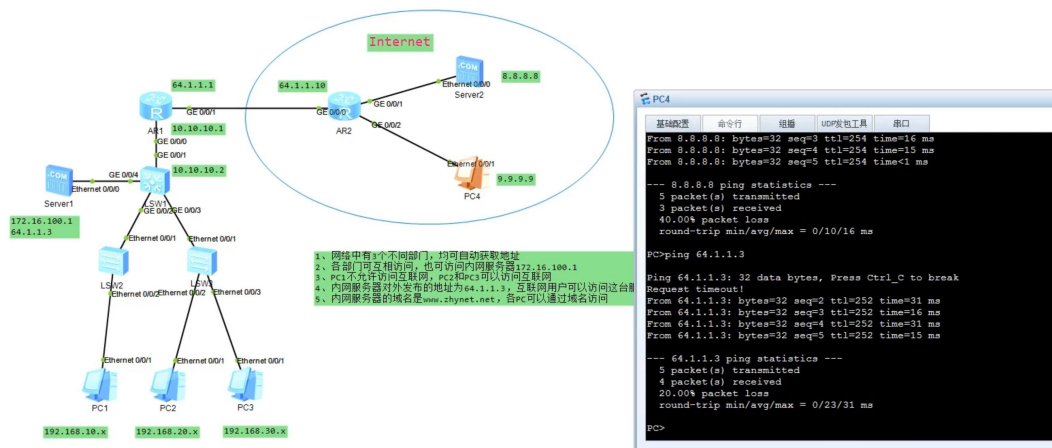 Internet
64.1.1.1
64.1.1.10
8.8.8.8
.COM
Ethernet 0/0/0
Server2
GE 0/0/1
GE 0/0/0
GE 0/0/1
AR1
10.10.10.1
AR2
GE 0/0/2
GE 0/0/0
GE 0/0/1
10.10.10.2
Ethernet 0/0/1
9.9.9.9
PC4
.COM
GE 0/0/4
Ethernet 0/0/0
Server1
LSW1
172.16.100.1
64.1.1.3
GE 0/0/2
GE 0/0/3
Ethernet 0/0/1
Ethernet 0/0/1
LSW2
Ethernet 0/0/2
Ethernet 0/0/2
Ethernet 0/0/3
1、网络中有3个不同部门，均可自动获取地址
2、各部门可互相访问，也可访问内网服务器172.16.100.1
3、PC1不允许访问互联网，PC2和PC3可以访问互联网
4、内网服务器对外发布的地址为64.1.1.3，互联网用户可以访问这台
5、内网服务器的域名是www.zhynet.net，各PC可以通过域名访问
Ethernet 0/0/1
Ethernet 0/0/1
Ethernet 0/0/1
PC1
PC2
PC3
192.168.10.x
192.168.20.x
192.168.30.x
PC4
基础配置 命令行 组播 UDP发包工具 串口
From 8.8.8.8: bytes=32 seq=3 ttl=254 time=16 ms
From 8.8.8.8: bytes=32 seq=4 ttl=254 time=15 ms
From 8.8.8.8: bytes=32 seq=5 ttl=254 time<1 ms
--- 8.8.8.8 ping statistics ---
5 packet(s) transmitted
3 packet(s) received
40.00% packet loss
round-trip min/avg/max = 0/10/16 ms
PC>ping 64.1.1.3
Ping 64.1.1.3: 32 data bytes, Press Ctrl_C to break
Request timeout!
From 64.1.1.3: bytes=32 seq=2 ttl=252 time=31 ms
From 64.1.1.3: bytes=32 seq=3 ttl=252 time=16 ms
From 64.1.1.3: bytes=32 seq=4 ttl=252 time=31 ms
From 64.1.1.3: bytes=32 seq=5 ttl=252 time=15 ms
--- 64.1.1.3 ping statistics ---
5 packet(s) transmitted
4 packet(s) received
20.00% packet loss
round-trip min/avg/max = 0/23/31 ms
PC>